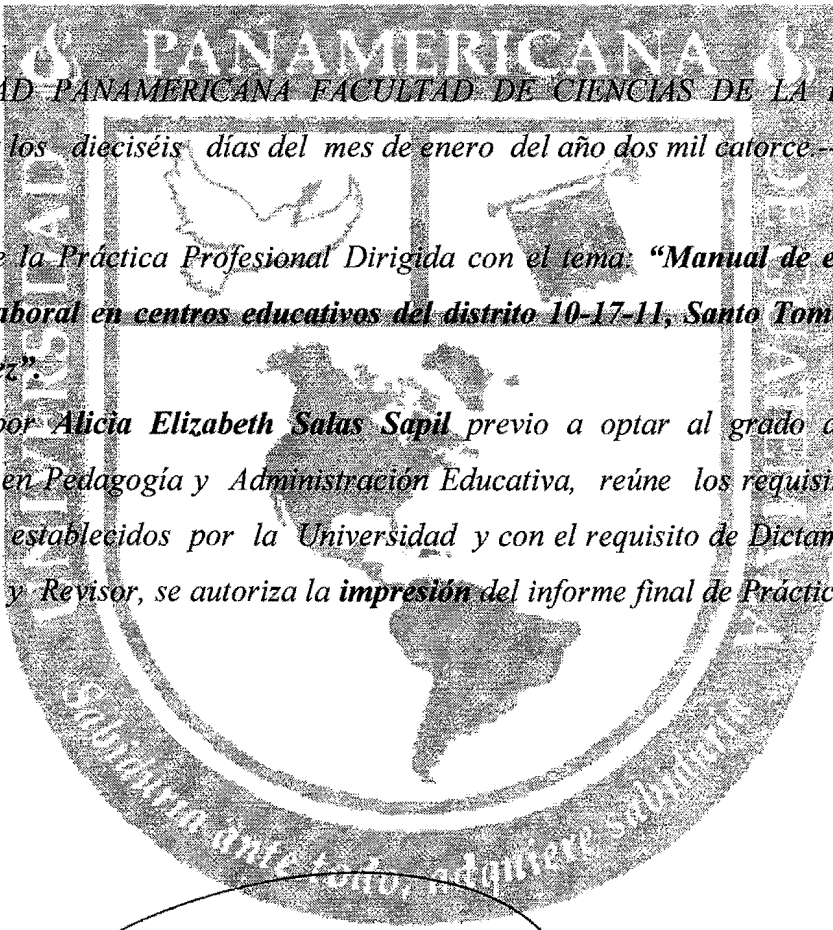 PANAMERICANA
AD PANAMERICANA FACULTAD DE CIENCIAS DE LA
los dieciséis días del mes de enero del año dos mil catorce.--
la Práctica Profesional Dirigida con el tema: “Manual de
laboral en centros educativos del distrito 10-17-11, Santo Tom
ez”.
por Alicia Elizabeth Salas Sapil previo a optar al grado
en Pedagogía y Administración Educativa, reúne los requisi
establecidos por la Universidad y con el requisito de Dictam
y Revisor, se autoriza la impresión del informe final de Práctic
UNIVERSIDAD
Sabiduría ante todo, adquiere sabiduría